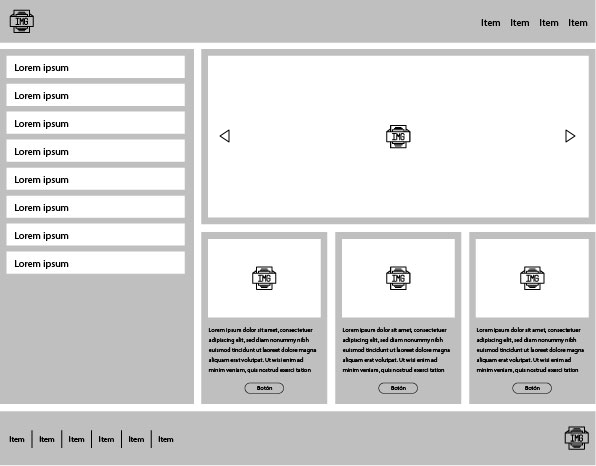 IMG
Item Item Item Item
Lorem ipsum
Lorem ipsum
Lorem ipsum
Lorem ipsum
Lorem ipsum
Lorem ipsum
Lorem ipsum
Lorem ipsum
IMG
IMG
Lorem ipsum dolor sit amet, consectetuer
adipiscing elit, sed diam nonummy nibh
euismod tincidunt ut laoreet dolore magna
aliquam erat volutpat. Ut wisi enim ad
minim veniam, quis nostrud exerci tation
Botón
IMG
Lorem ipsum dolor sit amet, consectetuer
adipiscing elit, sed diam nonummy nibh
euismod tincidunt ut laoreet dolore magna
aliquam erat volutpat. Ut wisi enim ad
minim veniam, quis nostrud exerci tation
Botón
IMG
Lorem ipsum dolor sit amet, consectetuer
adipiscing elit, sed diam nonummy nibh
euismod tincidunt ut laoreet dolore magna
aliquam erat volutpat. Ut wisi enim ad
minim veniam, quis nostrud exerci tation
Botón
Item | Item | Item | Item | Item | Item
IMG